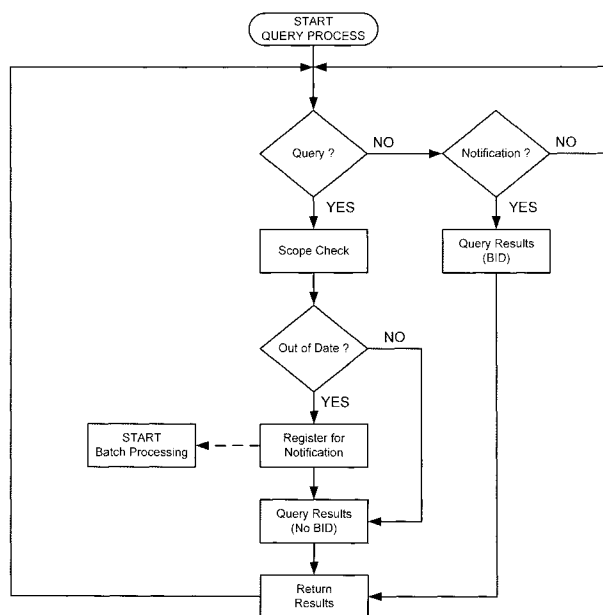 START
QUERY PROCESS
Query ?
NO
Notification ?
NO
YES
YES
Scope Check
Query Results
(BID)
Out of Date ?
NO
YES
START
Batch Processing
Register for
Notification
Query Results
(No BID)
Return
Results